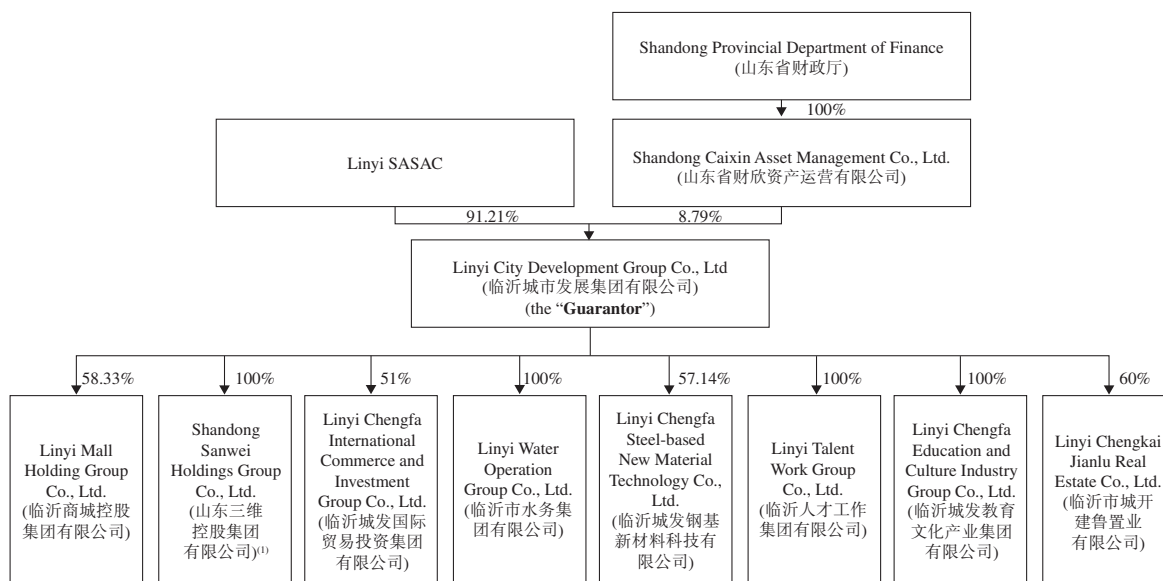 Shandong Provincial Department of Finance
(山东省财政厅)
100%
Linyi SASAC
Shandong Caixin Asset Management Co., Ltd.
(山东省财欣资产运营有限公司)
91.21%
8.79%
Linyi City Development Group Co., Ltd
(临沂城市发展集团有限公司)
(the “Guarantor”)
58.33%
100%
51%
100%
57.14%
100%
100%
60%
Linyi Mall
Holding Group
Co., Ltd.
(临沂商城控股
集团有限公司)
Shandong
Sanwei
Holdings Group
Co., Ltd.
(山东三维
控股集团
有限公司)(1)
Linyi Chengfa
International
Commerce and
Investment
Group Co., Ltd.
(临沂城发国际
贸易投资集团
有限公司)
Linyi Water
Operation
Group Co., Ltd.
(临沂市水务集
团有限公司)
Linyi Chengfa
Steel-based
New Material
Technology Co.,
Ltd.
(临沂城发钢基
新材料科技有
限公司)
Linyi Talent
Work Group
Co., Ltd.
(临沂人才工作
集团有限公司)
Linyi Chengfa
Education and
Culture Industry
Group Co., Ltd.
(临沂城发教育
文化产业集团
有限公司)
Linyi Chengkai
Jianlu Real
Estate Co., Ltd.
(临沂市城开
建鲁置业
有限公司)